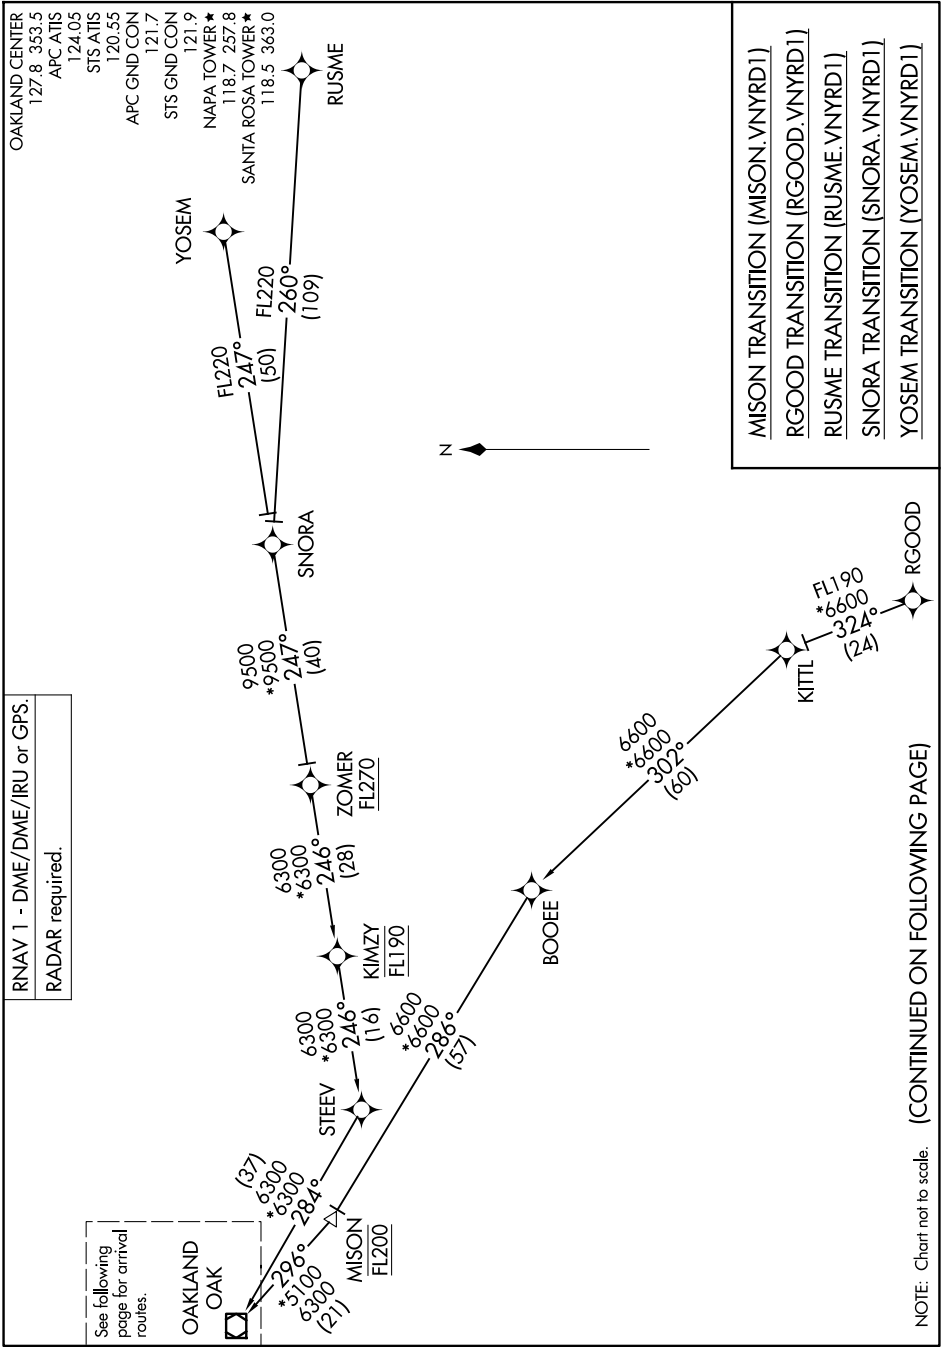 RNAV 1 - DME/DME/IRU or GPS.
RADAR required.
OAKLAND CENTER
127.8 353.5
APC ATIS
124.05
STS ATIS
120.55
APC GND CON
121.7
STS GND CON
121.9
NAPA TOWER★
118.7 257.8
SANTA ROSA TOWER★
118.5 363.0
See following
page for arrival
routes.
OAKLAND
OAK
(37)
6300
*6300
284°
296°
*5100
6300
(21)
MISON
FL200
STEEV
6300
*6300
246°
(16)
KIMZY
FL190
6300
*6300
246°
(28)
ZOMER
FL270
9500
*9500
247°
(40)
SNORA
FL220
247°
(50)
YOSEM
FL220
260°
(109)
RUSME
N
6600
*6600
286°
(57)
BOOEE
6600
*6600
302°
(60)
KITTL
FL190
*6600
324°
(24)
RGOOD
MISON TRANSITION (MISON.VNYRD1)
RGOOD TRANSITION (RGOOD.VNYRD1)
RUSME TRANSITION (RUSME.VNYRD1)
SNORA TRANSITION (SNORA.VNYRD1)
YOSEM TRANSITION (YOSEM.VNYRD1)
NOTE: Chart not to scale.
(CONTINUED ON FOLLOWING PAGE)